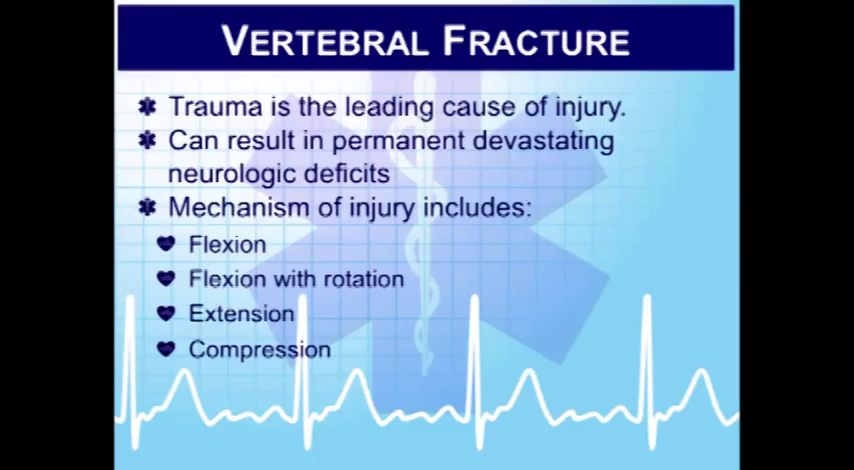 VERTEBRAL FRACTURE
Trauma is the leading cause of injury.
Can result in permanent devastating
neurologic deficits
Mechanism of injury includes:
Flexion
Flexion with rotation
Extension
Compression